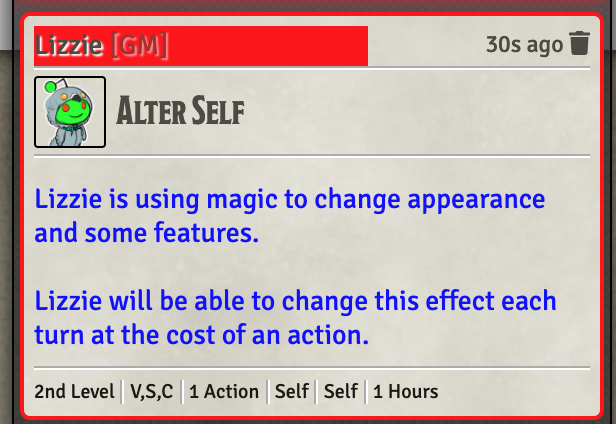 Lizzie [GM] 30s ago
Alter Self
Lizzie is using magic to change appearance
and some features.
Lizzie will be able to change this effect each
turn at the cost of an action.
2nd Level V,S,C 1 Action Self Self 1 Hours